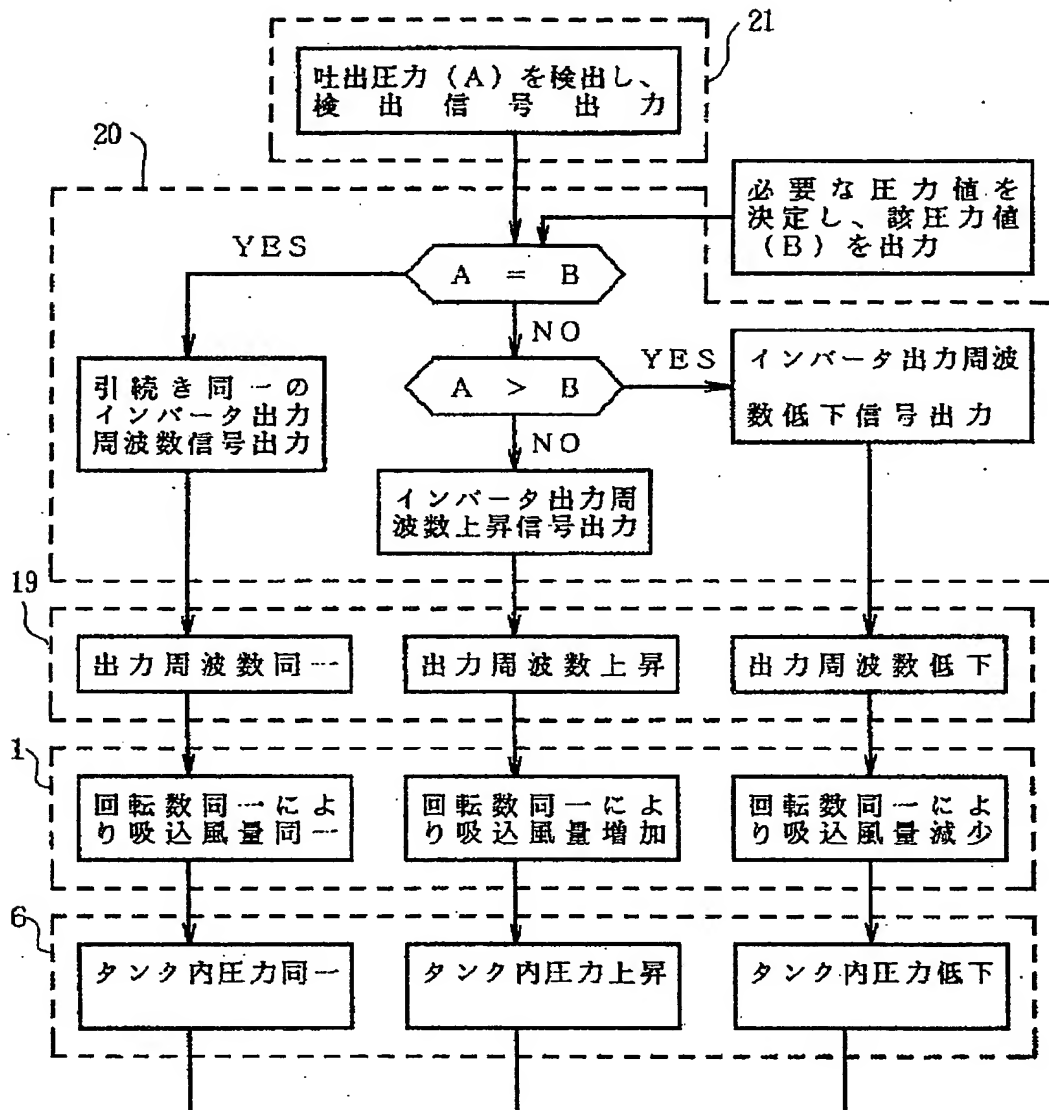 21
吐出圧力(A)を検出し、
検出信号出力
20
必要な圧力値を
決定し、該圧力値
(B)を出力
YES
A = B
NO
引続き同一の
インバータ出力
周波数信号出力
A > B
YES
インバータ出力周波
数低下信号出力
NO
インバータ出力周
波数上昇信号出力
19
出力周波数同一
出力周波数上昇
出力周波数低下
1
回転数同一によ
り吸込風量同一
回転数同一によ
り吸込風量増加
回転数同一によ
り吸込風量減少
6
タンク内圧力同一
タンク内圧力上昇
タンク内圧力低下